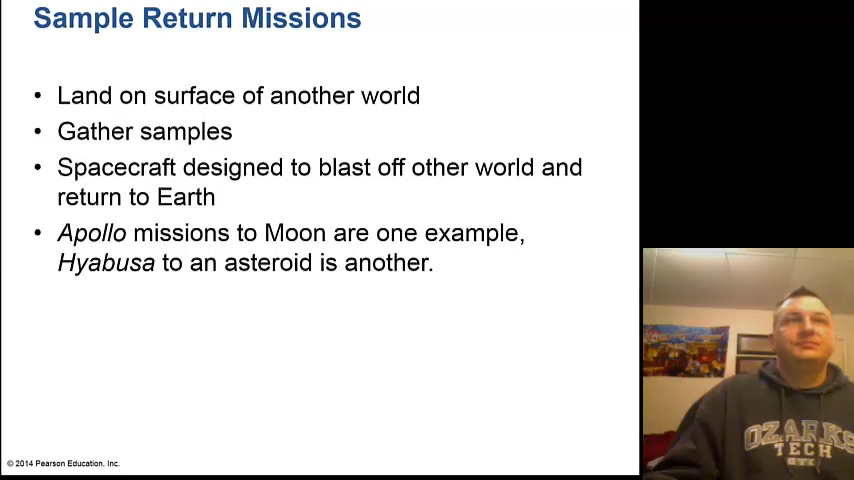 Sample Return Missions
• Land on surface of another world
• Gather samples
• Spacecraft designed to blast off other world and
return to Earth
• Apollo missions to Moon are one example,
Hyabusa to an asteroid is another.
© 2014 Pearson Education, Inc.
OZARKS
TECH